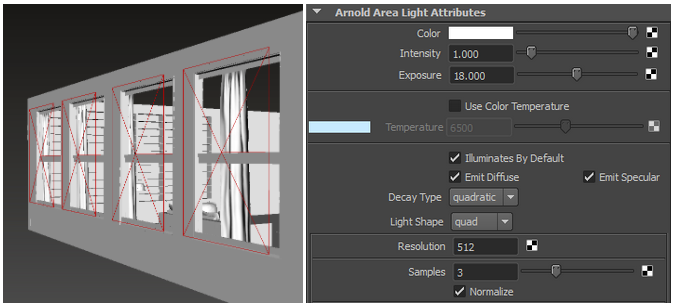 Arnold Area Light Attributes
Color
Intensity 1.000
Exposure 18.000
Use Color Temperature
Temperature 6500
Illuminates By Default
Emit Diffuse Emit Specular
Decay Type quadratic
Light Shape quad
Resolution 512
Samples 3
Normalize